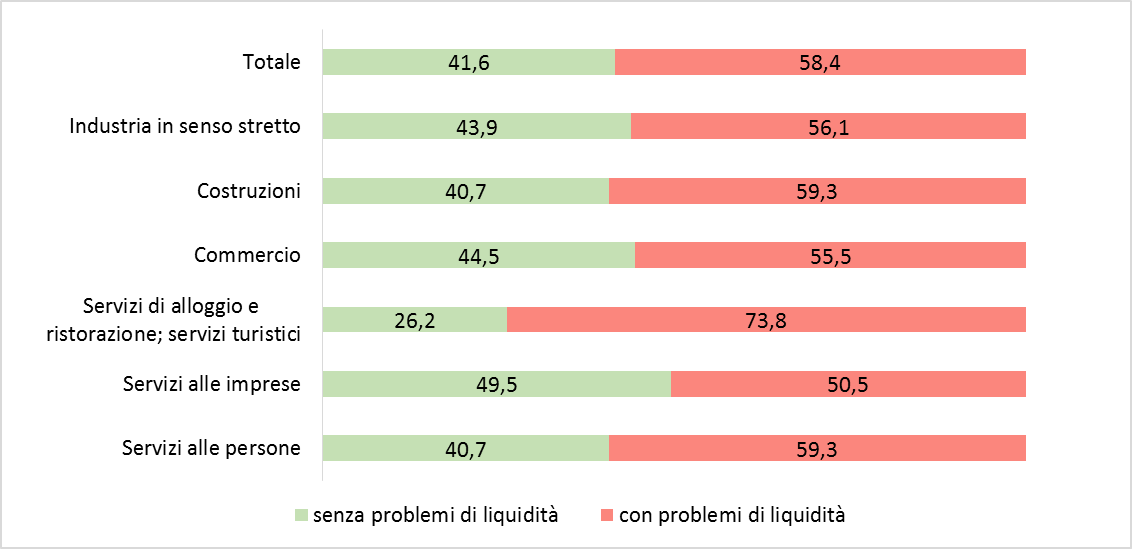 Totale 41,6 58,4
Industria in senso stretto 43,9 56,1
Costruzioni 40,7 59,3
Commercio 44,5 55,5
Servizi di alloggio e
ristorazione; servizi turistici 26,2 73,8
Servizi alle imprese 49,5 50,5
Servizi alle persone 40,7 59,3
senza problemi di liquidità con problemi di liquidità